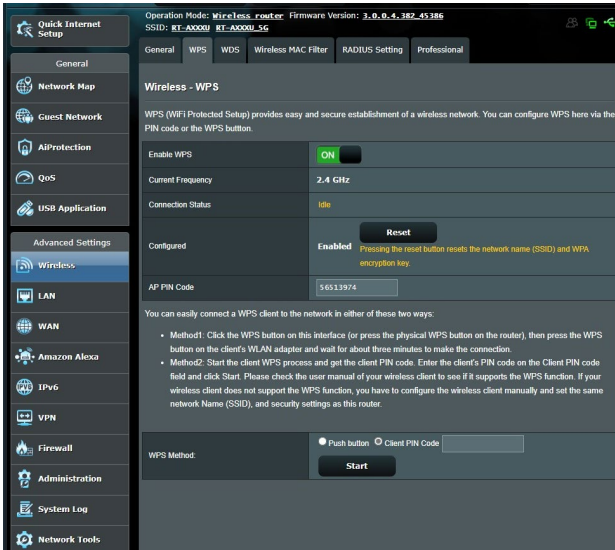 Quick Internet
Setup
Operation Mode: Wireless router Firmware Version: 3.0.0.4.382_45386
SSID: RT-AXXXU RT-AXXXU_5G
General WPS WDS Wireless MAC Filter RADIUS Setting Professional
General
Network Map
Guest Network
AiProtection
QoS
USB Application
Advanced Settings
Wireless
LAN
WAN
Amazon Alexa
IPv6
VPN
Firewall
Administration
System Log
Network Tools
Wireless - WPS
WPS (WiFi Protected Setup) provides easy and secure establishment of a wireless network. You can configure WPS here via the
PIN code or the WPS buttton.
Enable WPS ON
Current Frequency 2.4 GHz
Connection Status Idle
Configured Enabled Reset
Pressing the reset button resets the network name (SSID) and WPA
encryption key.
AP PIN Code 56513974
You can easily connect a WPS client to the network in either of these two ways:
• Method1: Click the WPS button on this interface (or press the physical WPS button on the router), then press the WPS
button on the client's WLAN adapter and wait for about three minutes to make the connection.
• Method2: Start the client WPS process and get the client PIN code. Enter the client's PIN code on the Client PIN code
field and click Start. Please check the user manual of your wireless client to see if it supports the WPS function. If your
wireless client does not support the WPS function, you have to configure the wireless client manually and set the same
network Name (SSID), and security settings as this router.
WPS Method: Push button Client PIN Code
Start